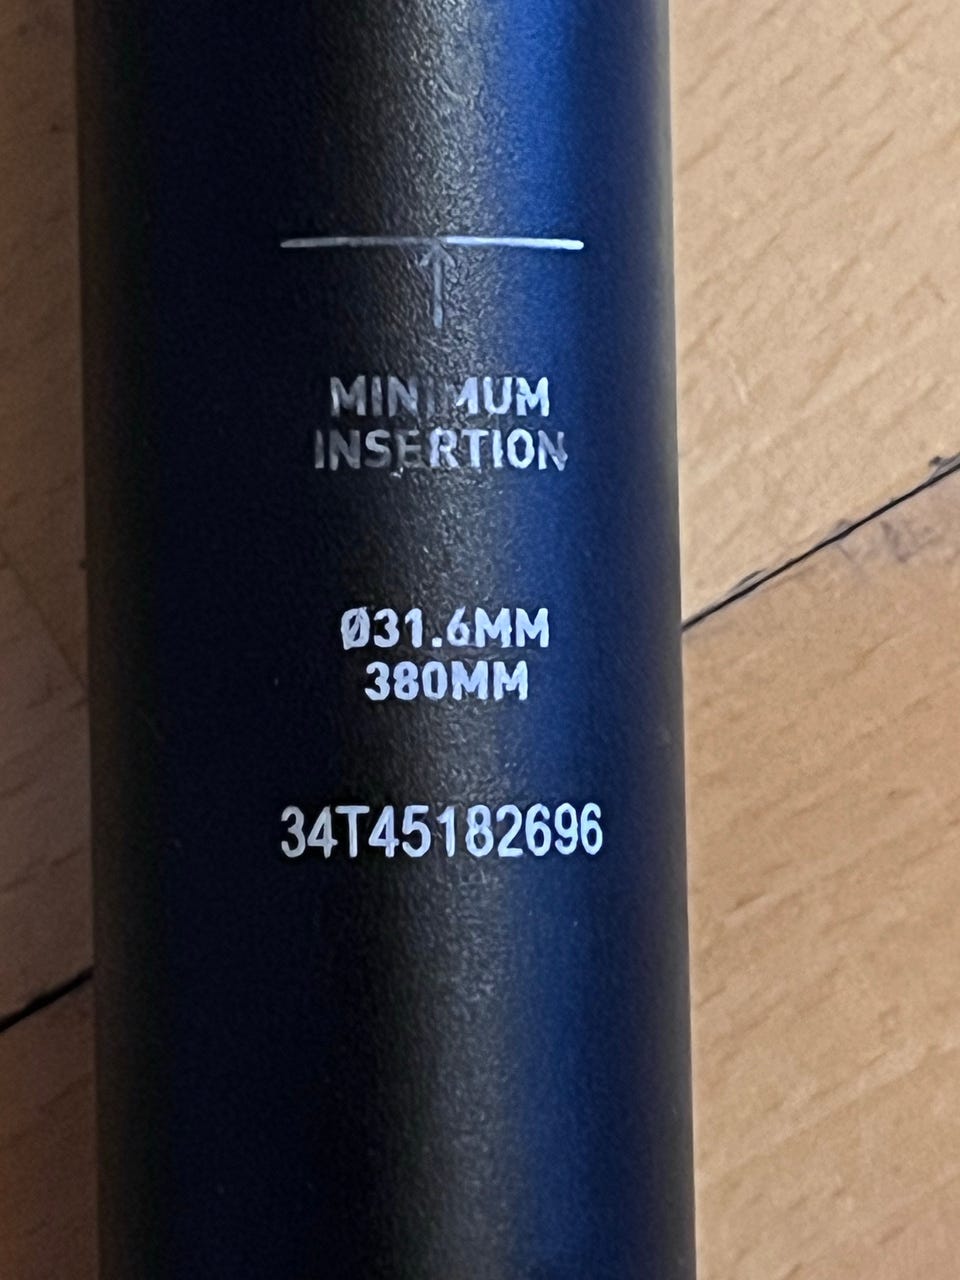 MINIMUM
INSERTION
Ø31.6MM
380MM
34T45182696